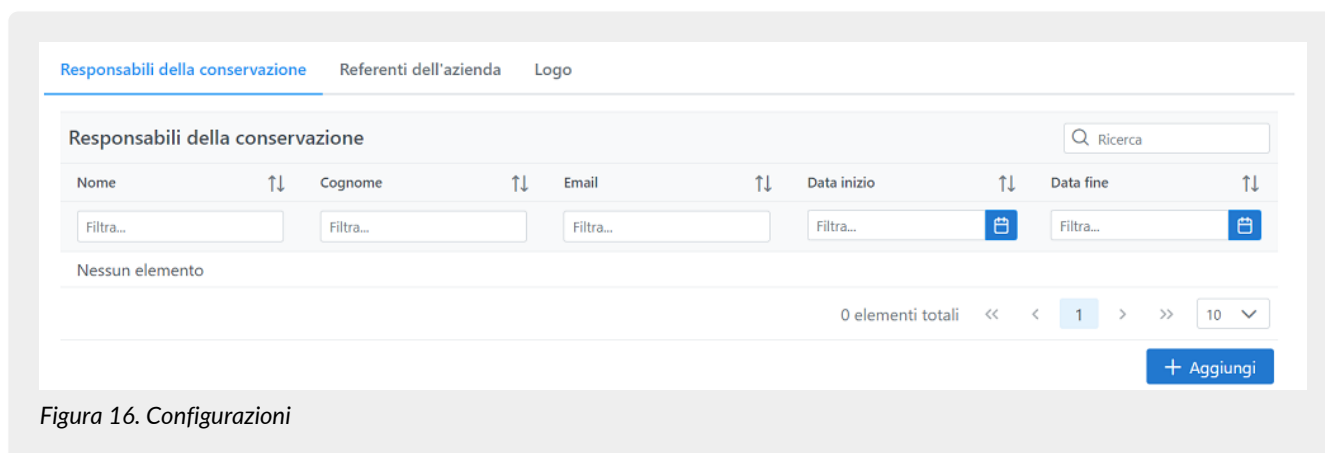 Responsabili della conservazione Referenti dell'azienda Logo
Responsabili della conservazione Ricerca
Nome Cognome Email Data inizio Data fine
Filtra... Filtra... Filtra... Filtra... Filtra...
Nessun elemento
0 elementi totali << < 1 > >> 10
+ Aggiungi
Figura 16. Configurazioni